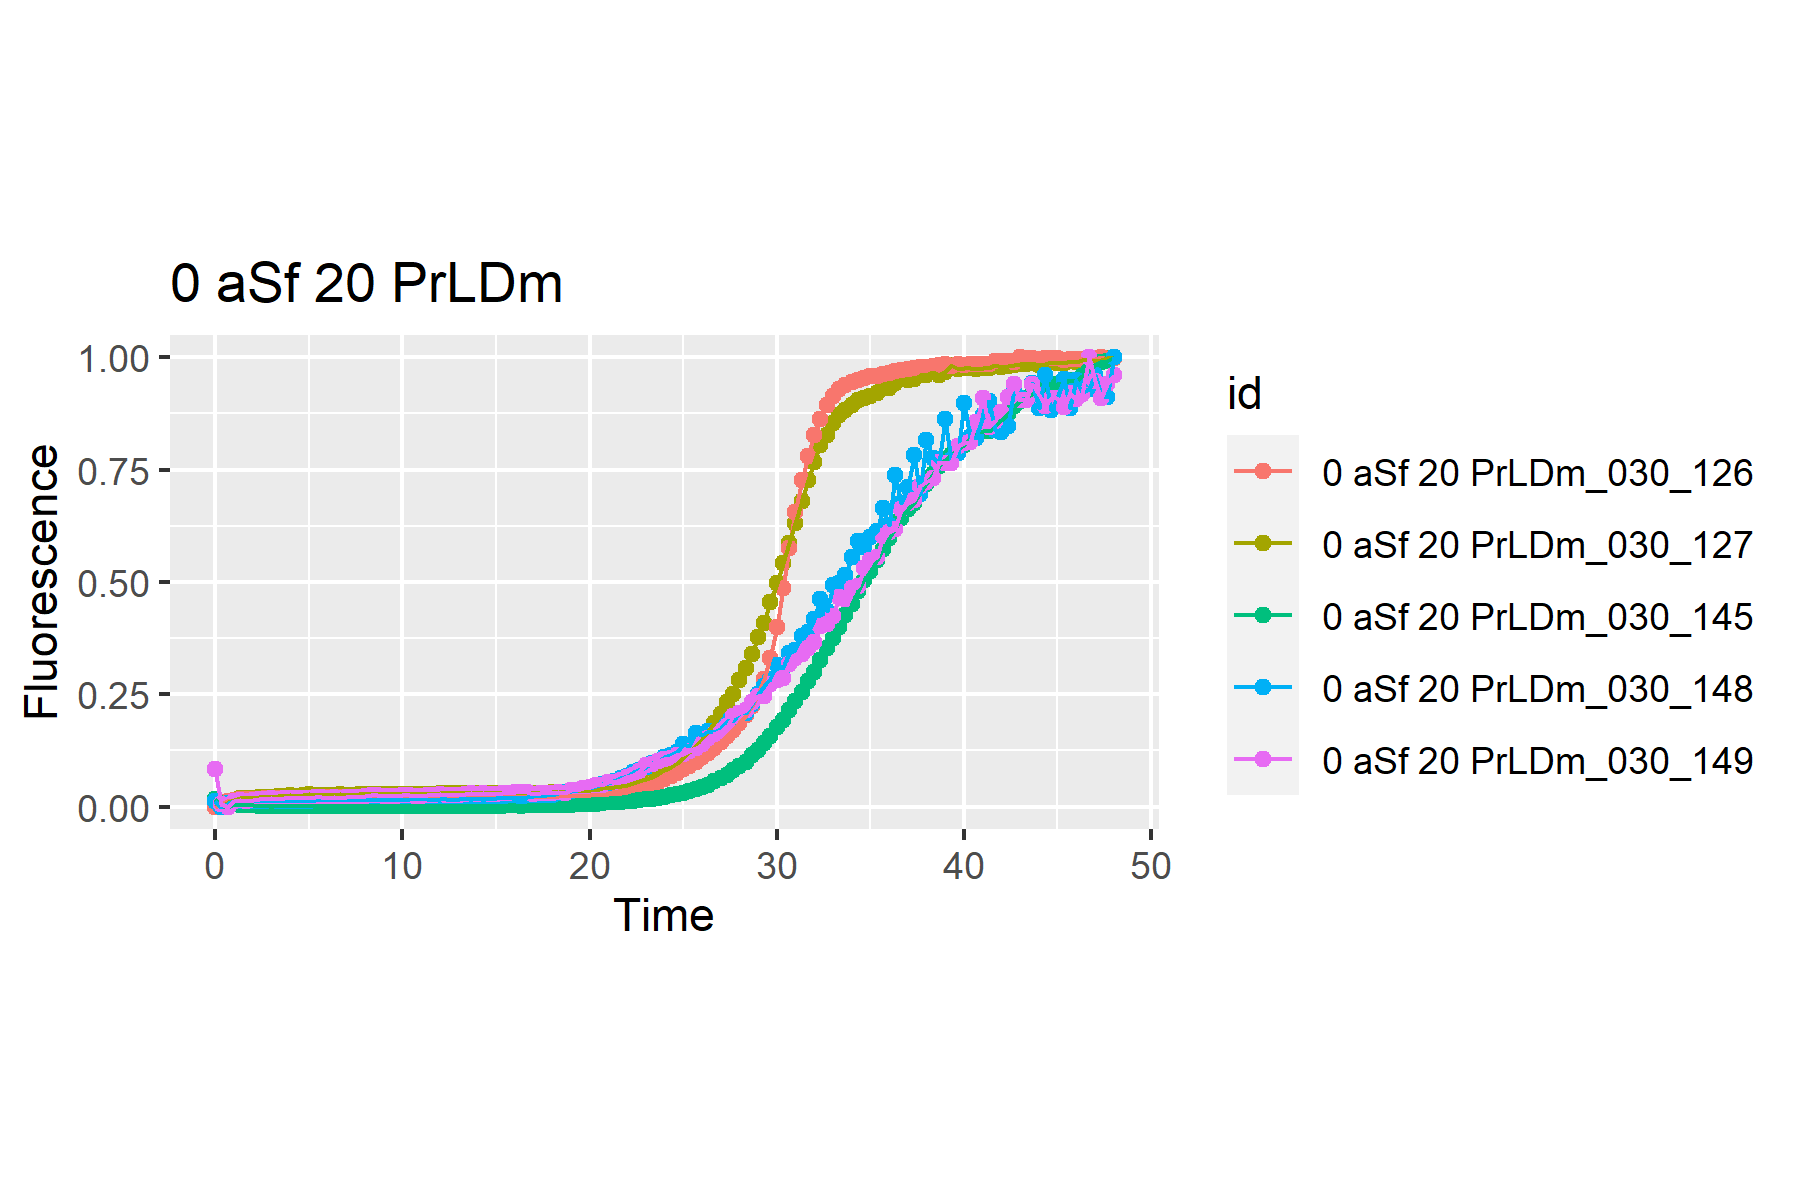 0 aSf 20 PrLDm
Fluorescence
1.00
0.75
0.50
0.25
0.00
0 10 20 30 40 50
Time
id
0 aSf 20 PrLDm_030_126
0 aSf 20 PrLDm_030_127
0 aSf 20 PrLDm_030_145
0 aSf 20 PrLDm_030_148
0 aSf 20 PrLDm_030_149